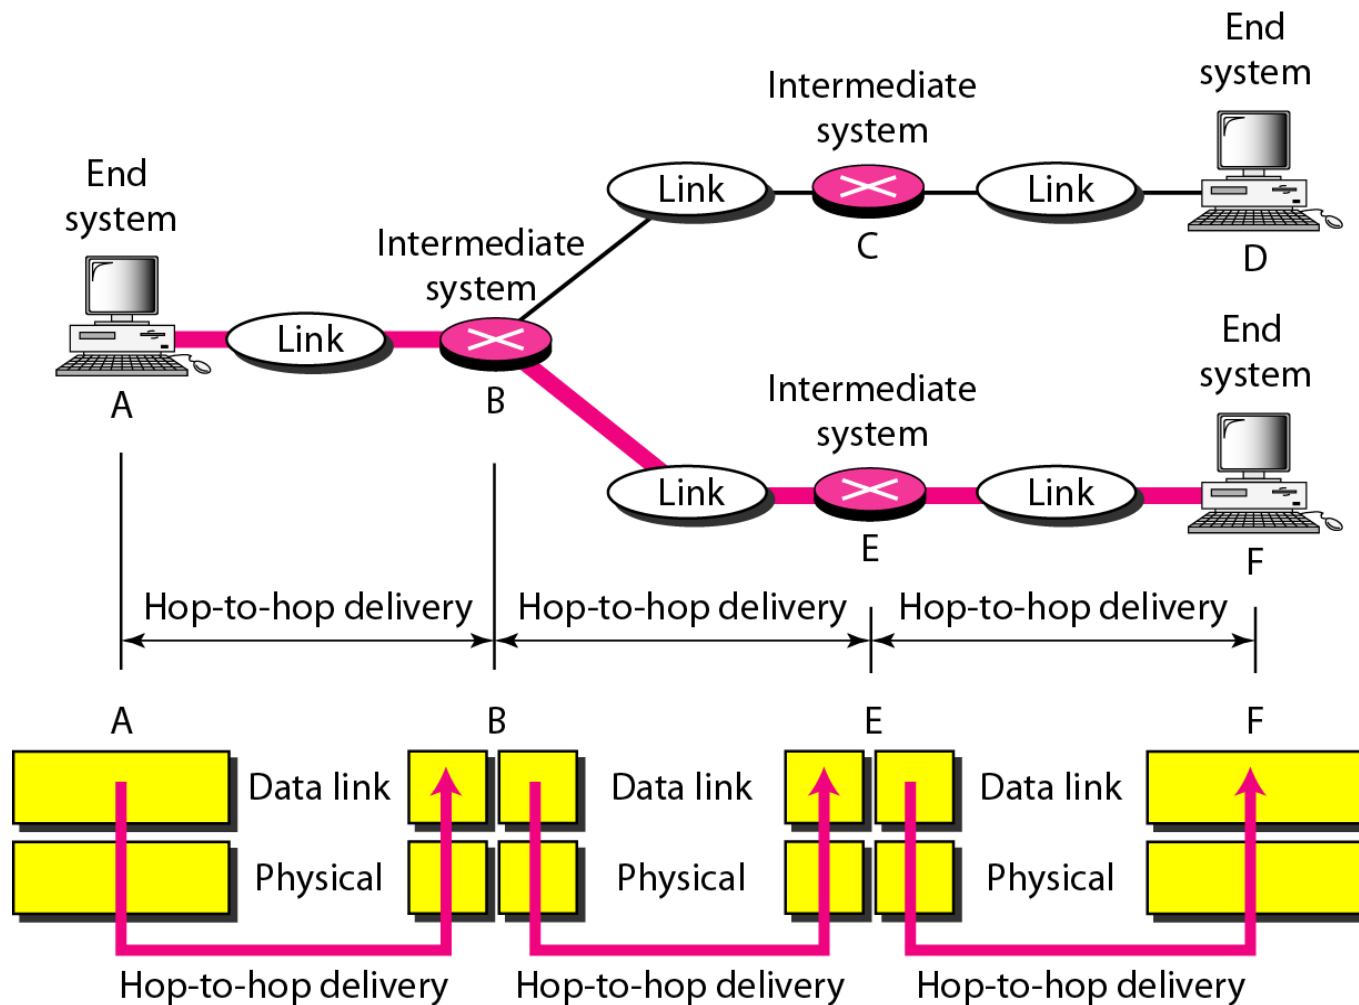 End
system
Intermediate
system
Link
Link
C
D
End
system
Intermediate
system
Link
A
B
End
system
Intermediate
system
Link
Link
E
F
Hop-to-hop delivery
Hop-to-hop delivery
Hop-to-hop delivery
A
B
E
F
Data link
Data link
Data link
Physical
Physical
Physical
Hop-to-hop delivery
Hop-to-hop delivery
Hop-to-hop delivery